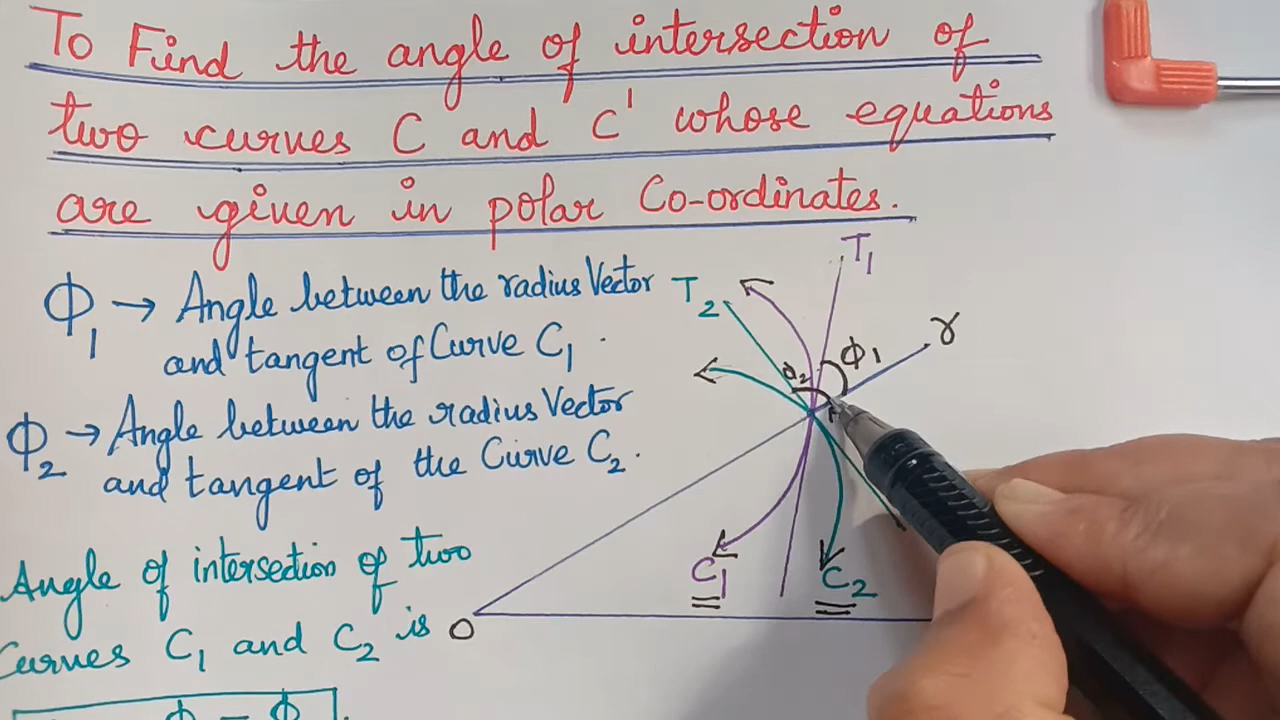 To Find the angle of intersection of
two curves C and C' whose equations
are given in polar Co-ordinates.
ϕ₁ → Angle between the radius Vector
and tangent of Curve C₁.
ϕ₂ → Angle between the radius Vector
and tangent of the Curve C₂.
Angle of intersection of two
Curves C₁ and C₂ is
ϕ - ϕ
T₁
T₂
r
ϕ₁
ϕ₂
C₁
C₂
O